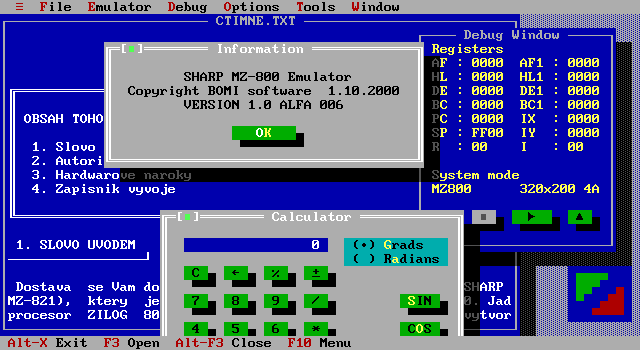 ≡ File Emulator Debug Options Tools Window
CTIMNE.TXT
OBSAH TOHO
1. Slovo
2. Autori
3. Hardwarove naroky
4. Zapisnik vyvoje
1. SLOVO UVODEM
Dostava se Vam do SHARP
MZ-821), ktery je 0. Jad
procesor ZILOG 80 vytvor
[■] Information
SHARP MZ-800 Emulator
Copyright BOMI software 1.10.2000
VERSION 1.0 ALFA 006
OK
Debug Window
Registers
AF : 0000 AF1 : 0000
HL : 0000 HL1 : 0000
DE : 0000 DE1 : 0000
BC : 0000 BC1 : 0000
PC : 0000 IX : 0000
SP : FF00 IY : 0000
R : 00 I : 00
System mode
MZ800 320x200 4A
■ ► ▲
[■] Calculator
0
(•) Grads
( ) Radians
C ← % ±
7 8 9 / SIN
4 5 6 * COS
Alt-X Exit F3 Open Alt-F3 Close F10 Menu